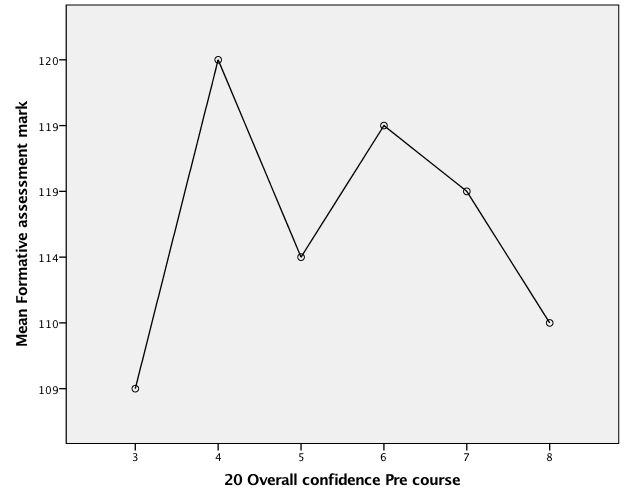 Mean Formative assessment mark
120
119
119
114
110
109
3 4 5 6 7 8
20 Overall confidence Pre course